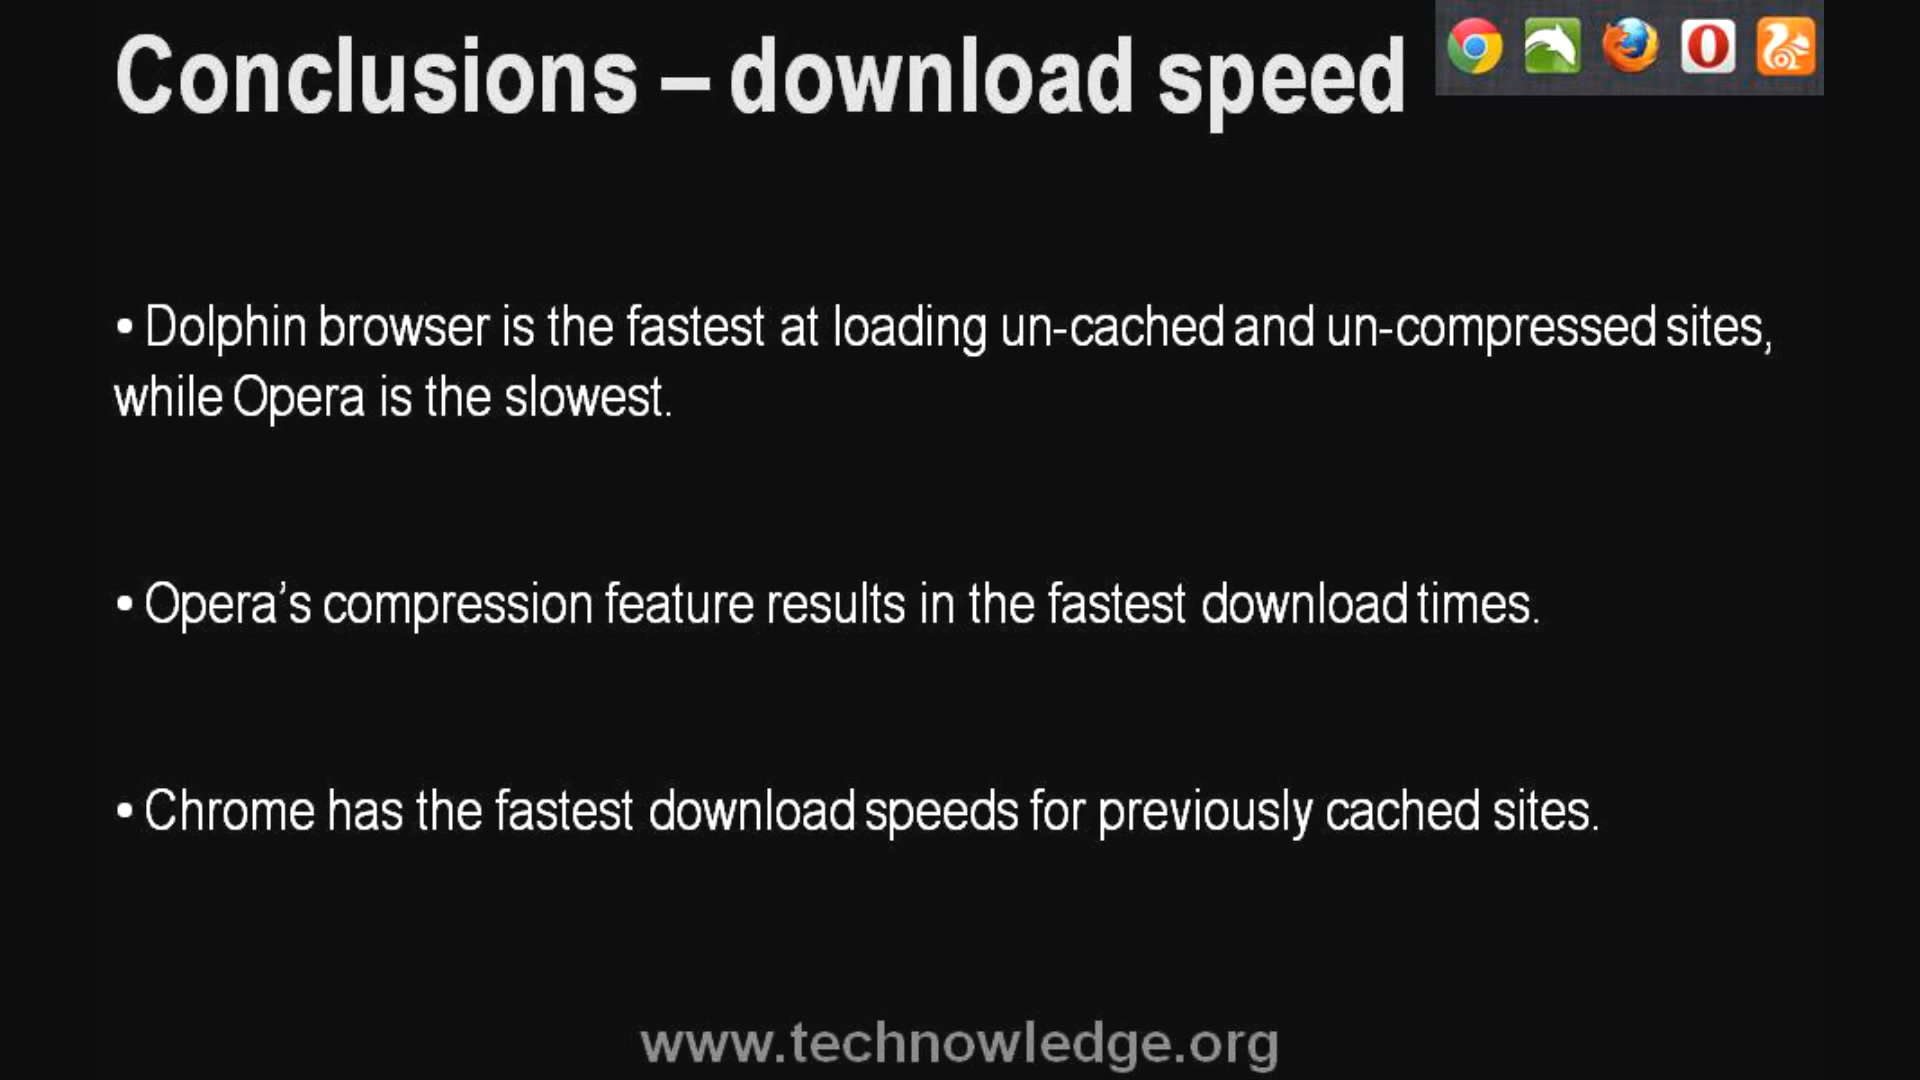 Conclusions – download speed
• Dolphin browser is the fastest at loading un-cached and un-compressed sites,
while Opera is the slowest.
• Opera’s compression feature results in the fastest download times.
• Chrome has the fastest download speeds for previously cached sites.
www.technowledge.org